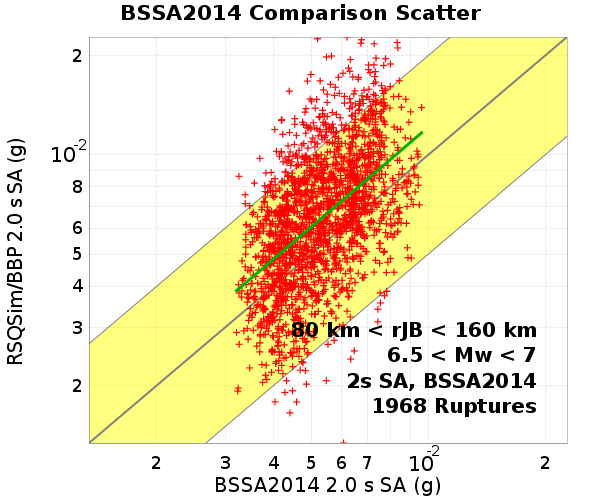 BSSA2014 Comparison Scatter
RSQSim/BBP 2.0 s SA (g)
2
10-2
8
6
5
4
3
2
80 km < rJB < 160 km
6.5 < Mw < 7
2s SA, BSSA2014
1968 Ruptures
2 3 4 5 6 7 10-2 2
BSSA2014 2.0 s SA (g)